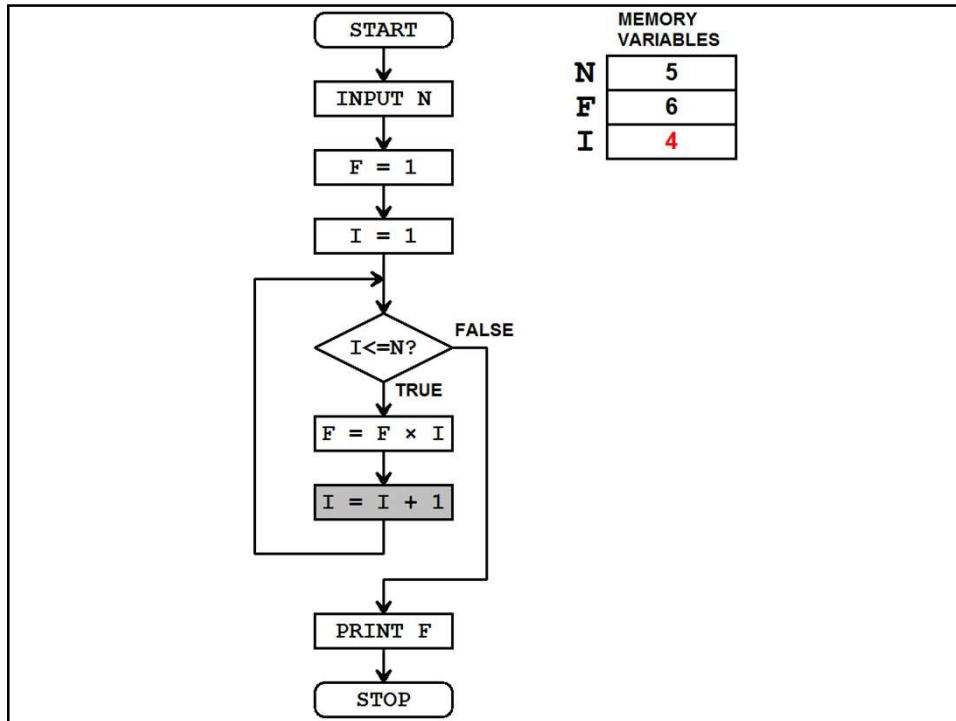 START
INPUT N
F = 1
I = 1
I<=N?
FALSE
TRUE
F = F × I
I = I + 1
PRINT F
STOP
MEMORY
VARIABLES
N 5
F 6
I 4